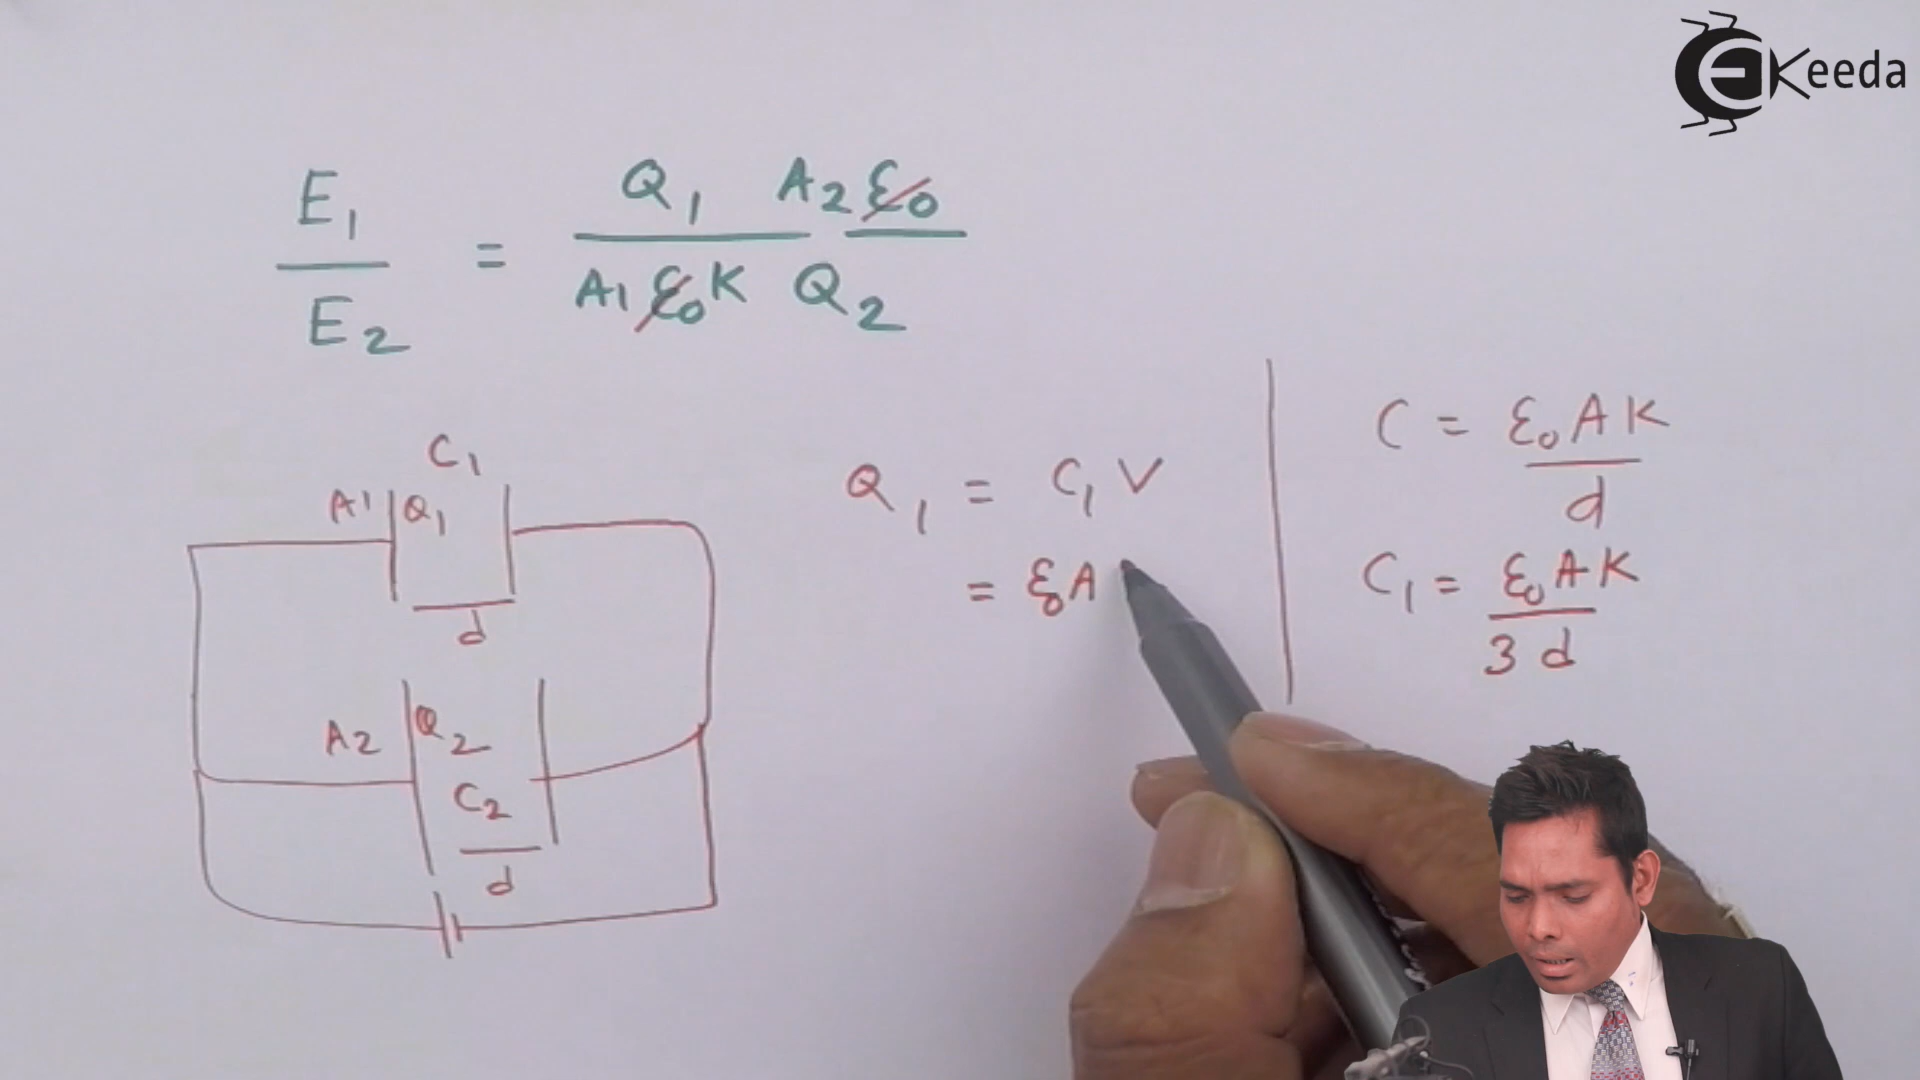 EKeeda
E1 / E2 = Q1 / A1 ε0 K A2 ε0 / Q2
C1
A1 Q1
d
A2 Q2
C2
d
Q1 = C1 V
= ε0 A
C = ε0 A K / d
C1 = ε0 A K / 3 d